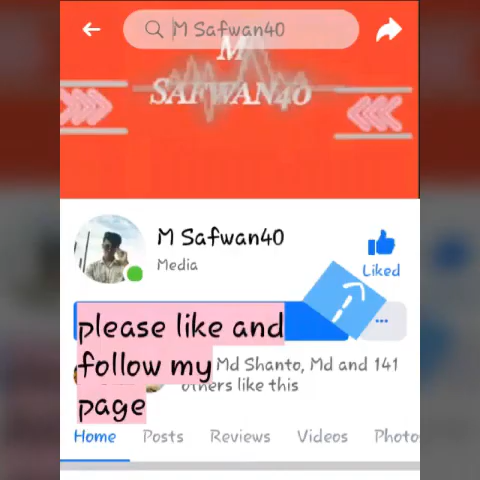 M Safwan40
M
SAFWAN40
M Safwan40
Media
Liked
please like and
follow my
page
Md Shanto, Md and 141
others like this
Home Posts Reviews Videos Photo